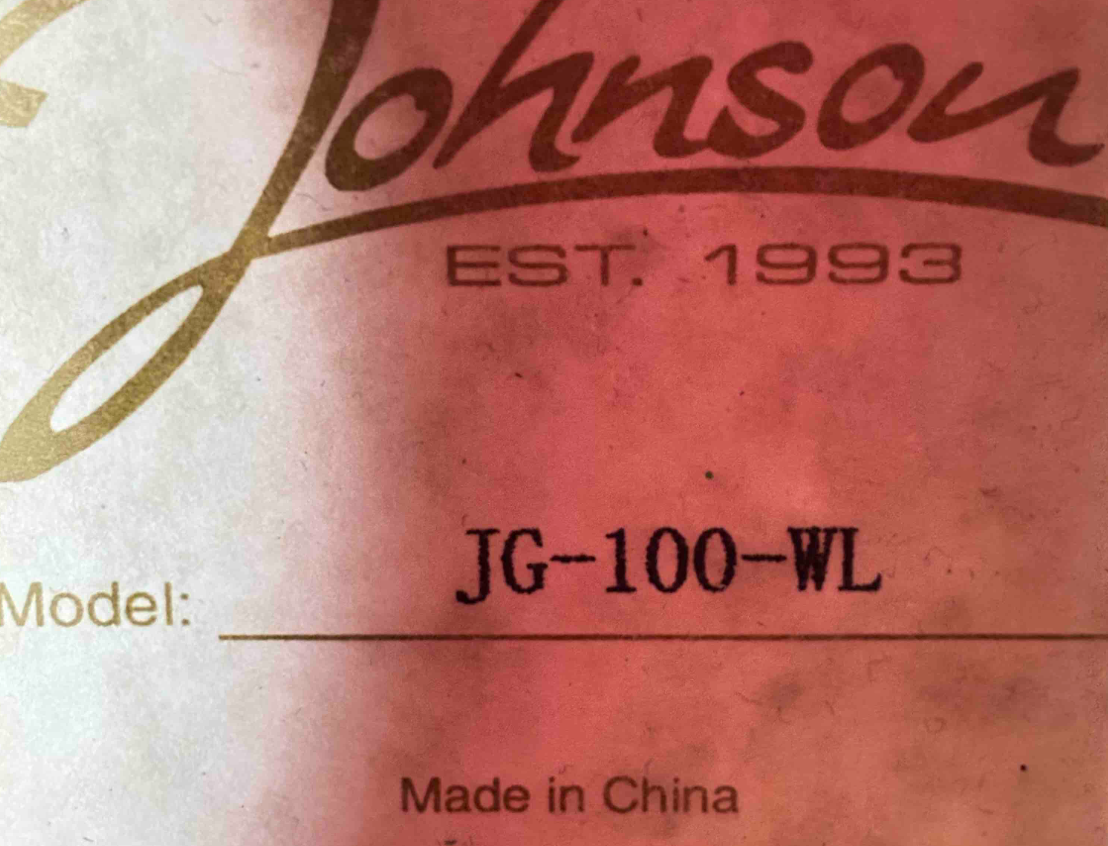 Johnson
EST. 1993
Model: JG-100-WL
Made in China